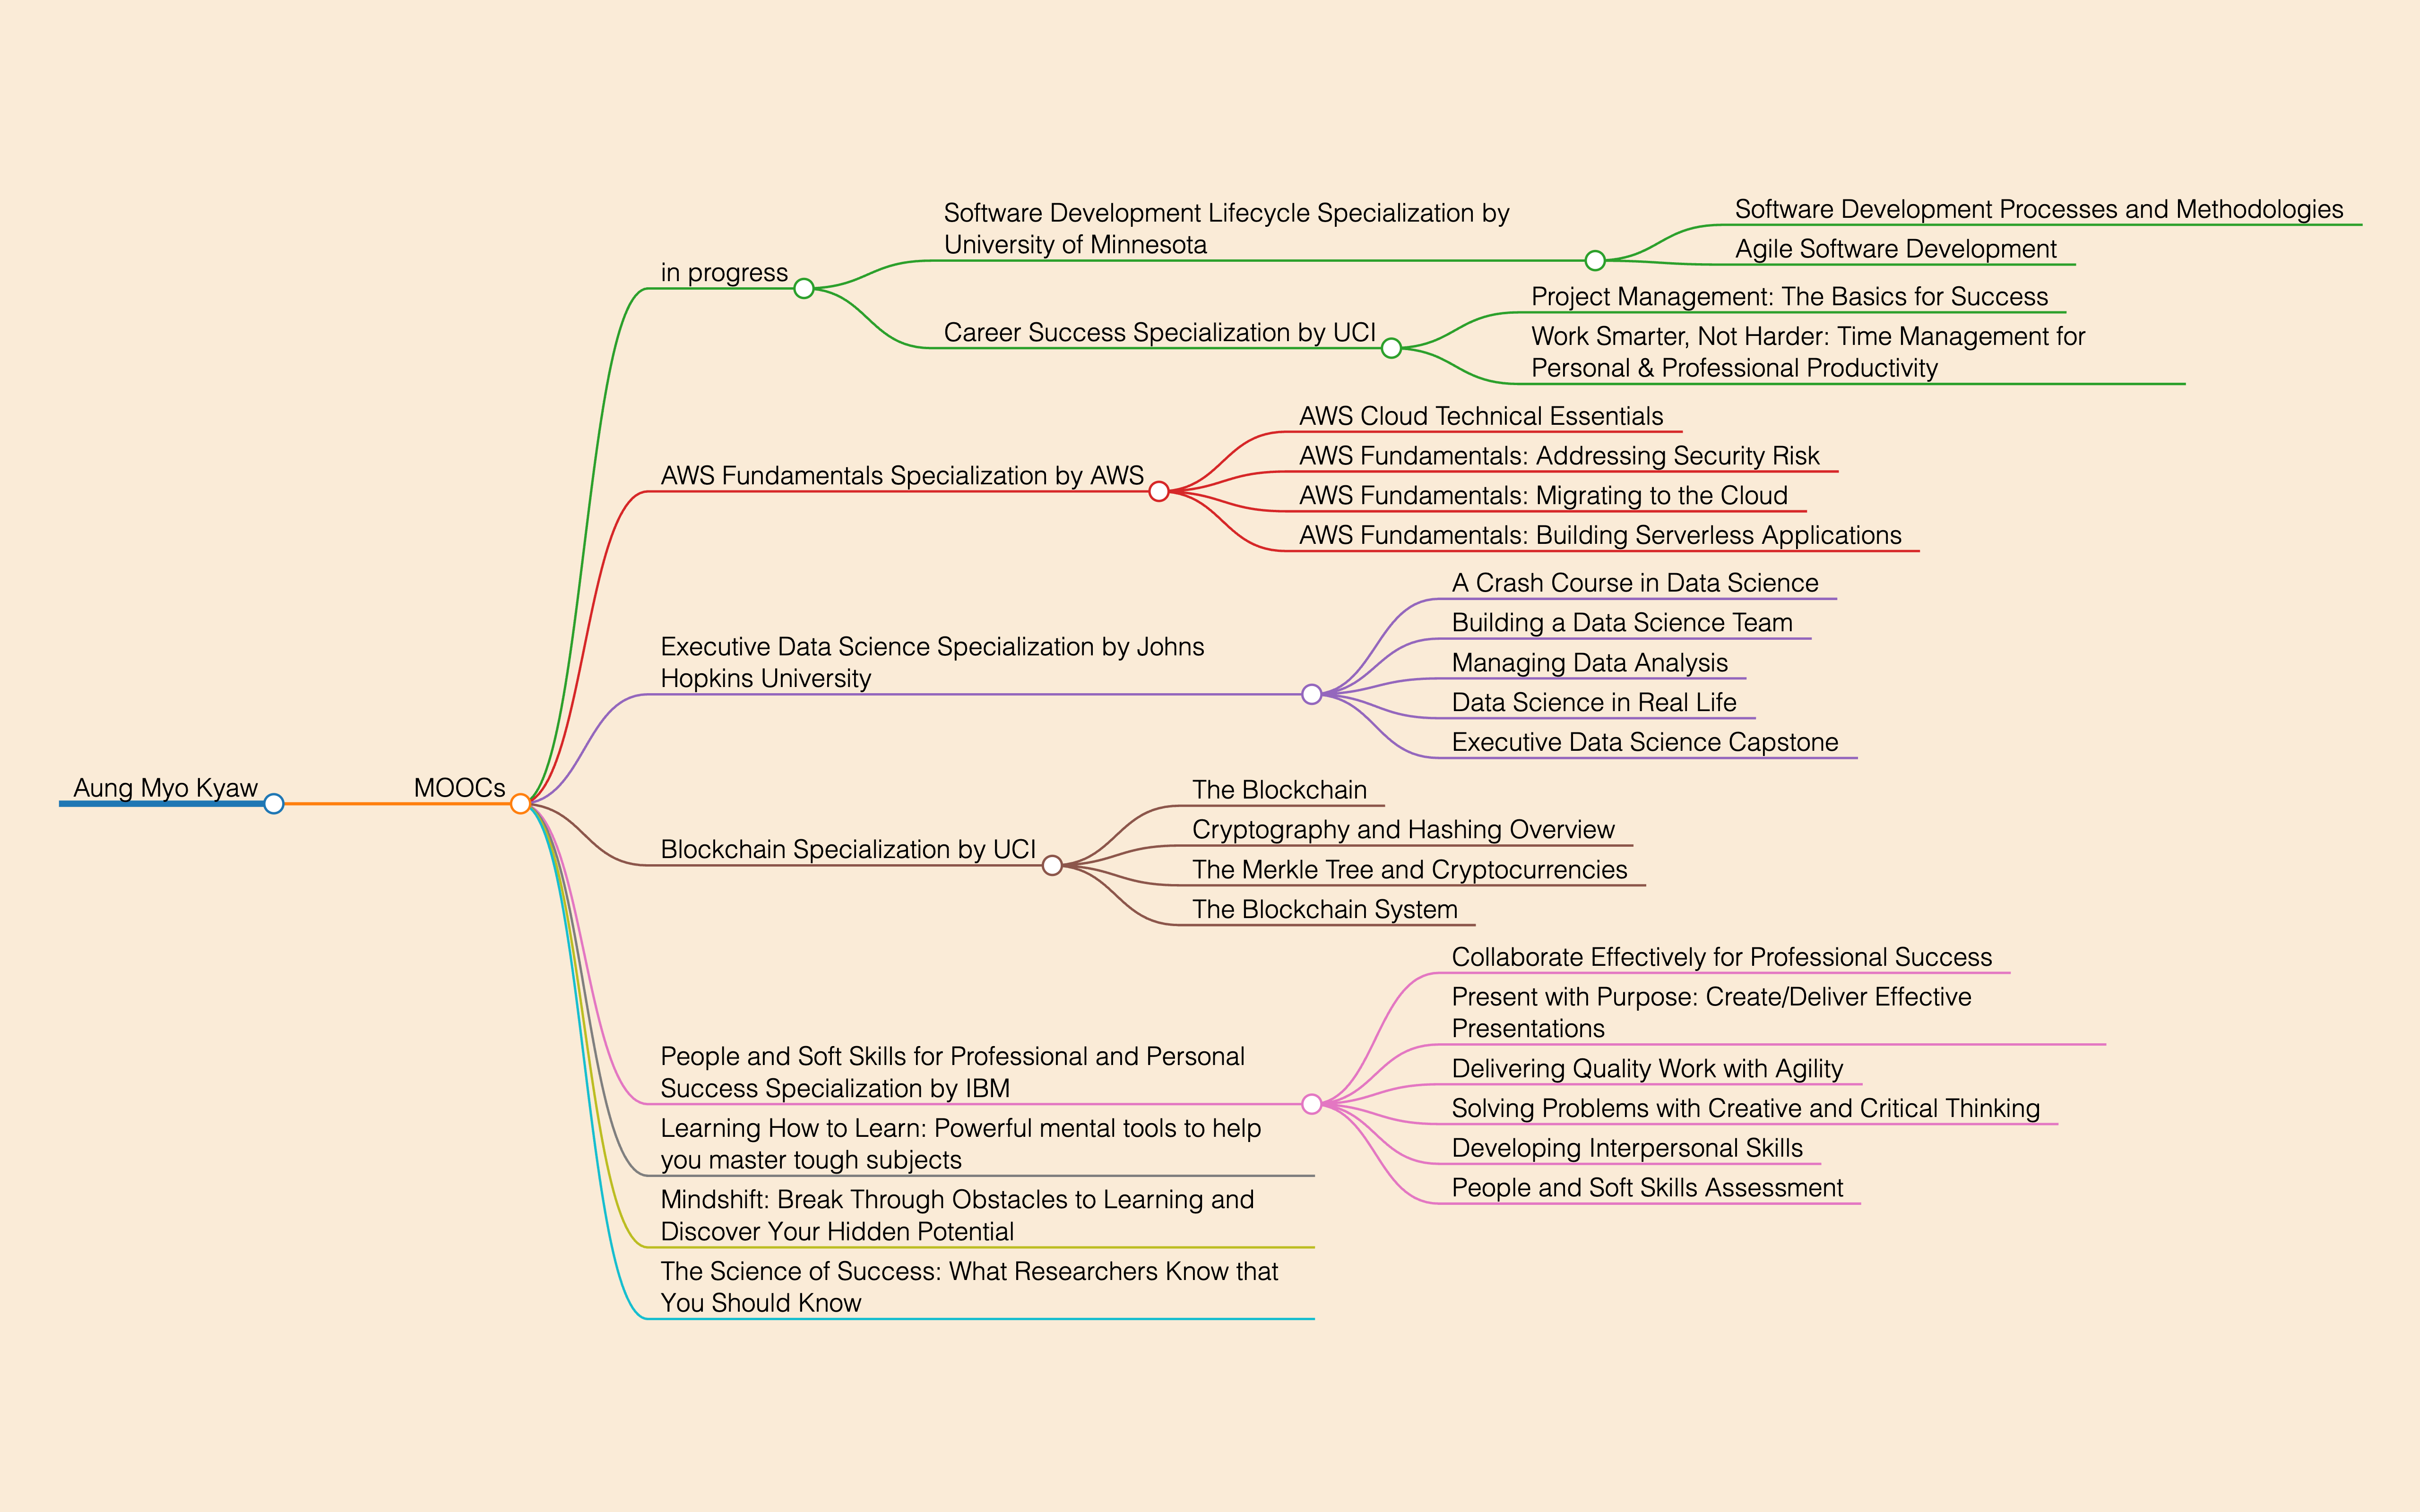 Aung Myo Kyaw
MOOCs
in progress
Software Development Lifecycle Specialization by
University of Minnesota
Software Development Processes and Methodologies
Agile Software Development
Career Success Specialization by UCI
Project Management: The Basics for Success
Work Smarter, Not Harder: Time Management for
Personal & Professional Productivity
AWS Fundamentals Specialization by AWS
AWS Cloud Technical Essentials
AWS Fundamentals: Addressing Security Risk
AWS Fundamentals: Migrating to the Cloud
AWS Fundamentals: Building Serverless Applications
Executive Data Science Specialization by Johns
Hopkins University
A Crash Course in Data Science
Building a Data Science Team
Managing Data Analysis
Data Science in Real Life
Executive Data Science Capstone
Blockchain Specialization by UCI
The Blockchain
Cryptography and Hashing Overview
The Merkle Tree and Cryptocurrencies
The Blockchain System
People and Soft Skills for Professional and Personal
Success Specialization by IBM
Collaborate Effectively for Professional Success
Present with Purpose: Create/Deliver Effective
Presentations
Delivering Quality Work with Agility
Solving Problems with Creative and Critical Thinking
Developing Interpersonal Skills
People and Soft Skills Assessment
Learning How to Learn: Powerful mental tools to help
you master tough subjects
Mindshift: Break Through Obstacles to Learning and
Discover Your Hidden Potential
The Science of Success: What Researchers Know that
You Should Know